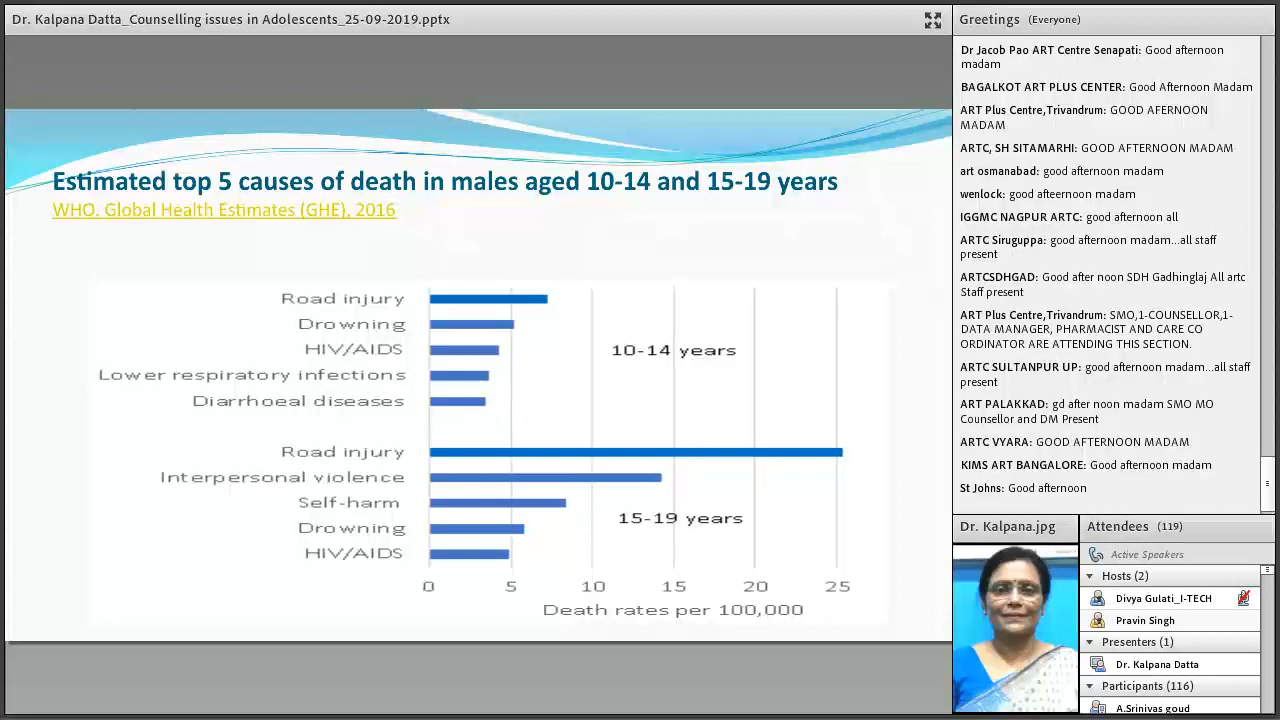 Dr. Kalpana Datta_Counselling issues in Adolescents_25-09-2019.pptx
Estimated top 5 causes of death in males aged 10-14 and 15-19 years
WHO. Global Health Estimates (GHE), 2016
Road injury
Drowning
HIV/AIDS
10-14 years
Lower respiratory infections
Diarrhoeal diseases
Road injury
Interpersonal violence
Self-harm
15-19 years
Drowning
HIV/AIDS
0 5 10 15 20 25
Death rates per 100,000
Greetings (Everyone)
Dr Jacob Pao ART Centre Senapati: Good afternoon
madam
BAGALKOT ART PLUS CENTER: Good Afternoon Madam
ART Plus Centre,Trivandrum: GOOD AFERNOON
MADAM
ARTC, SH SITAMARHI: GOOD AFTERNOON MADAM
art osmanabad: good afternoon madam
wenlock: good afteernoon madam
IGGMC NAGPUR ARTC: good afternoon all
ARTC Siruguppa: good afternoon madam...all staff
present
ARTCSDHGAD: Good after noon SDH Gadhinglaj All artc
Staff present
ART Plus Centre,Trivandrum: SMO,1-COUNSELLOR,1-
DATA MANAGER, PHARMACIST AND CARE CO
ORDINATOR ARE ATTENDING THIS SECTION.
ARTC SULTANPUR UP: good afternoon madam...all staff
present
ART PALAKKAD: gd after noon madam SMO MO
Counsellor and DM Present
ARTC VYARA: GOOD AFTERNOON MADAM
KIMS ART BANGALORE: Good afternoon madam
St Johns: Good afternoon
Dr. Kalpana.jpg
Attendees (119)
Active Speakers
Hosts (2)
Divya Gulati_I-TECH
Pravin Singh
Presenters (1)
Dr. Kalpana Datta
Participants (116)
A.Srinivas goud